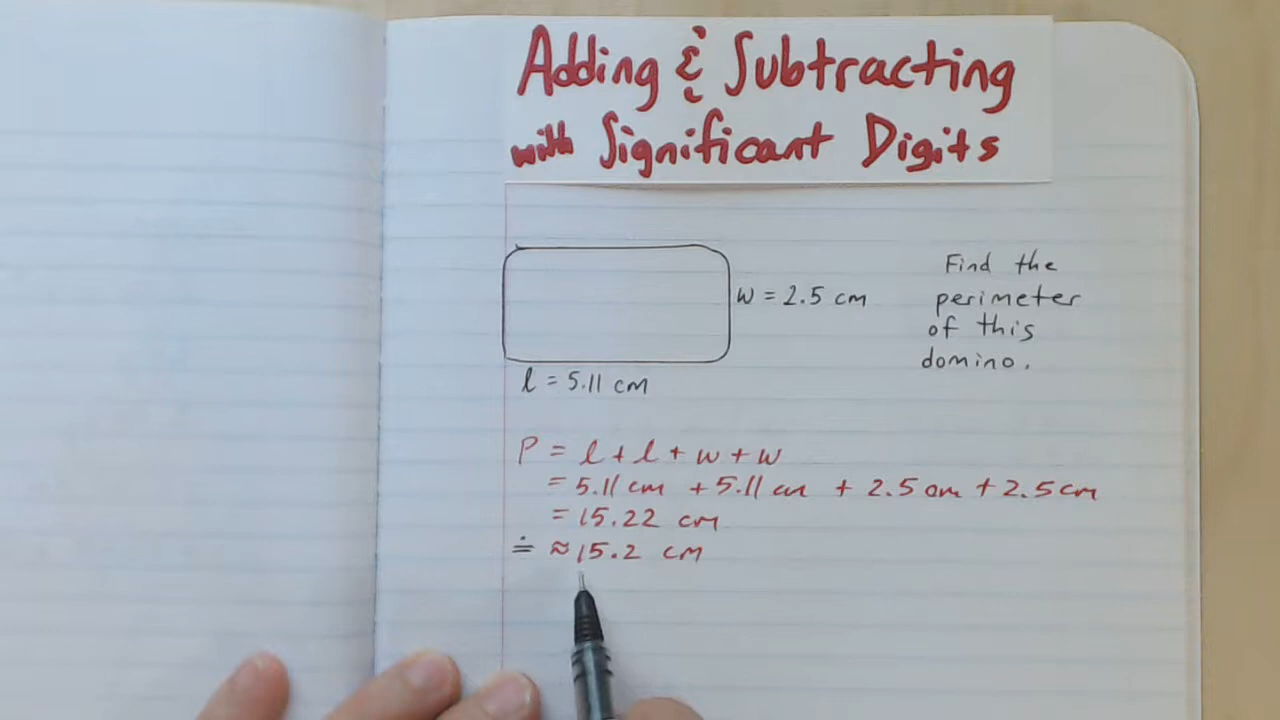 Adding & Subtracting
with Significant Digits
w = 2.5 cm
l = 5.11 cm
Find the
perimeter
of this
domino.
P = l + l + w + w
= 5.11 cm + 5.11 cm + 2.5 cm + 2.5 cm
= 15.22 cm
≐ ≈ 15.2 cm